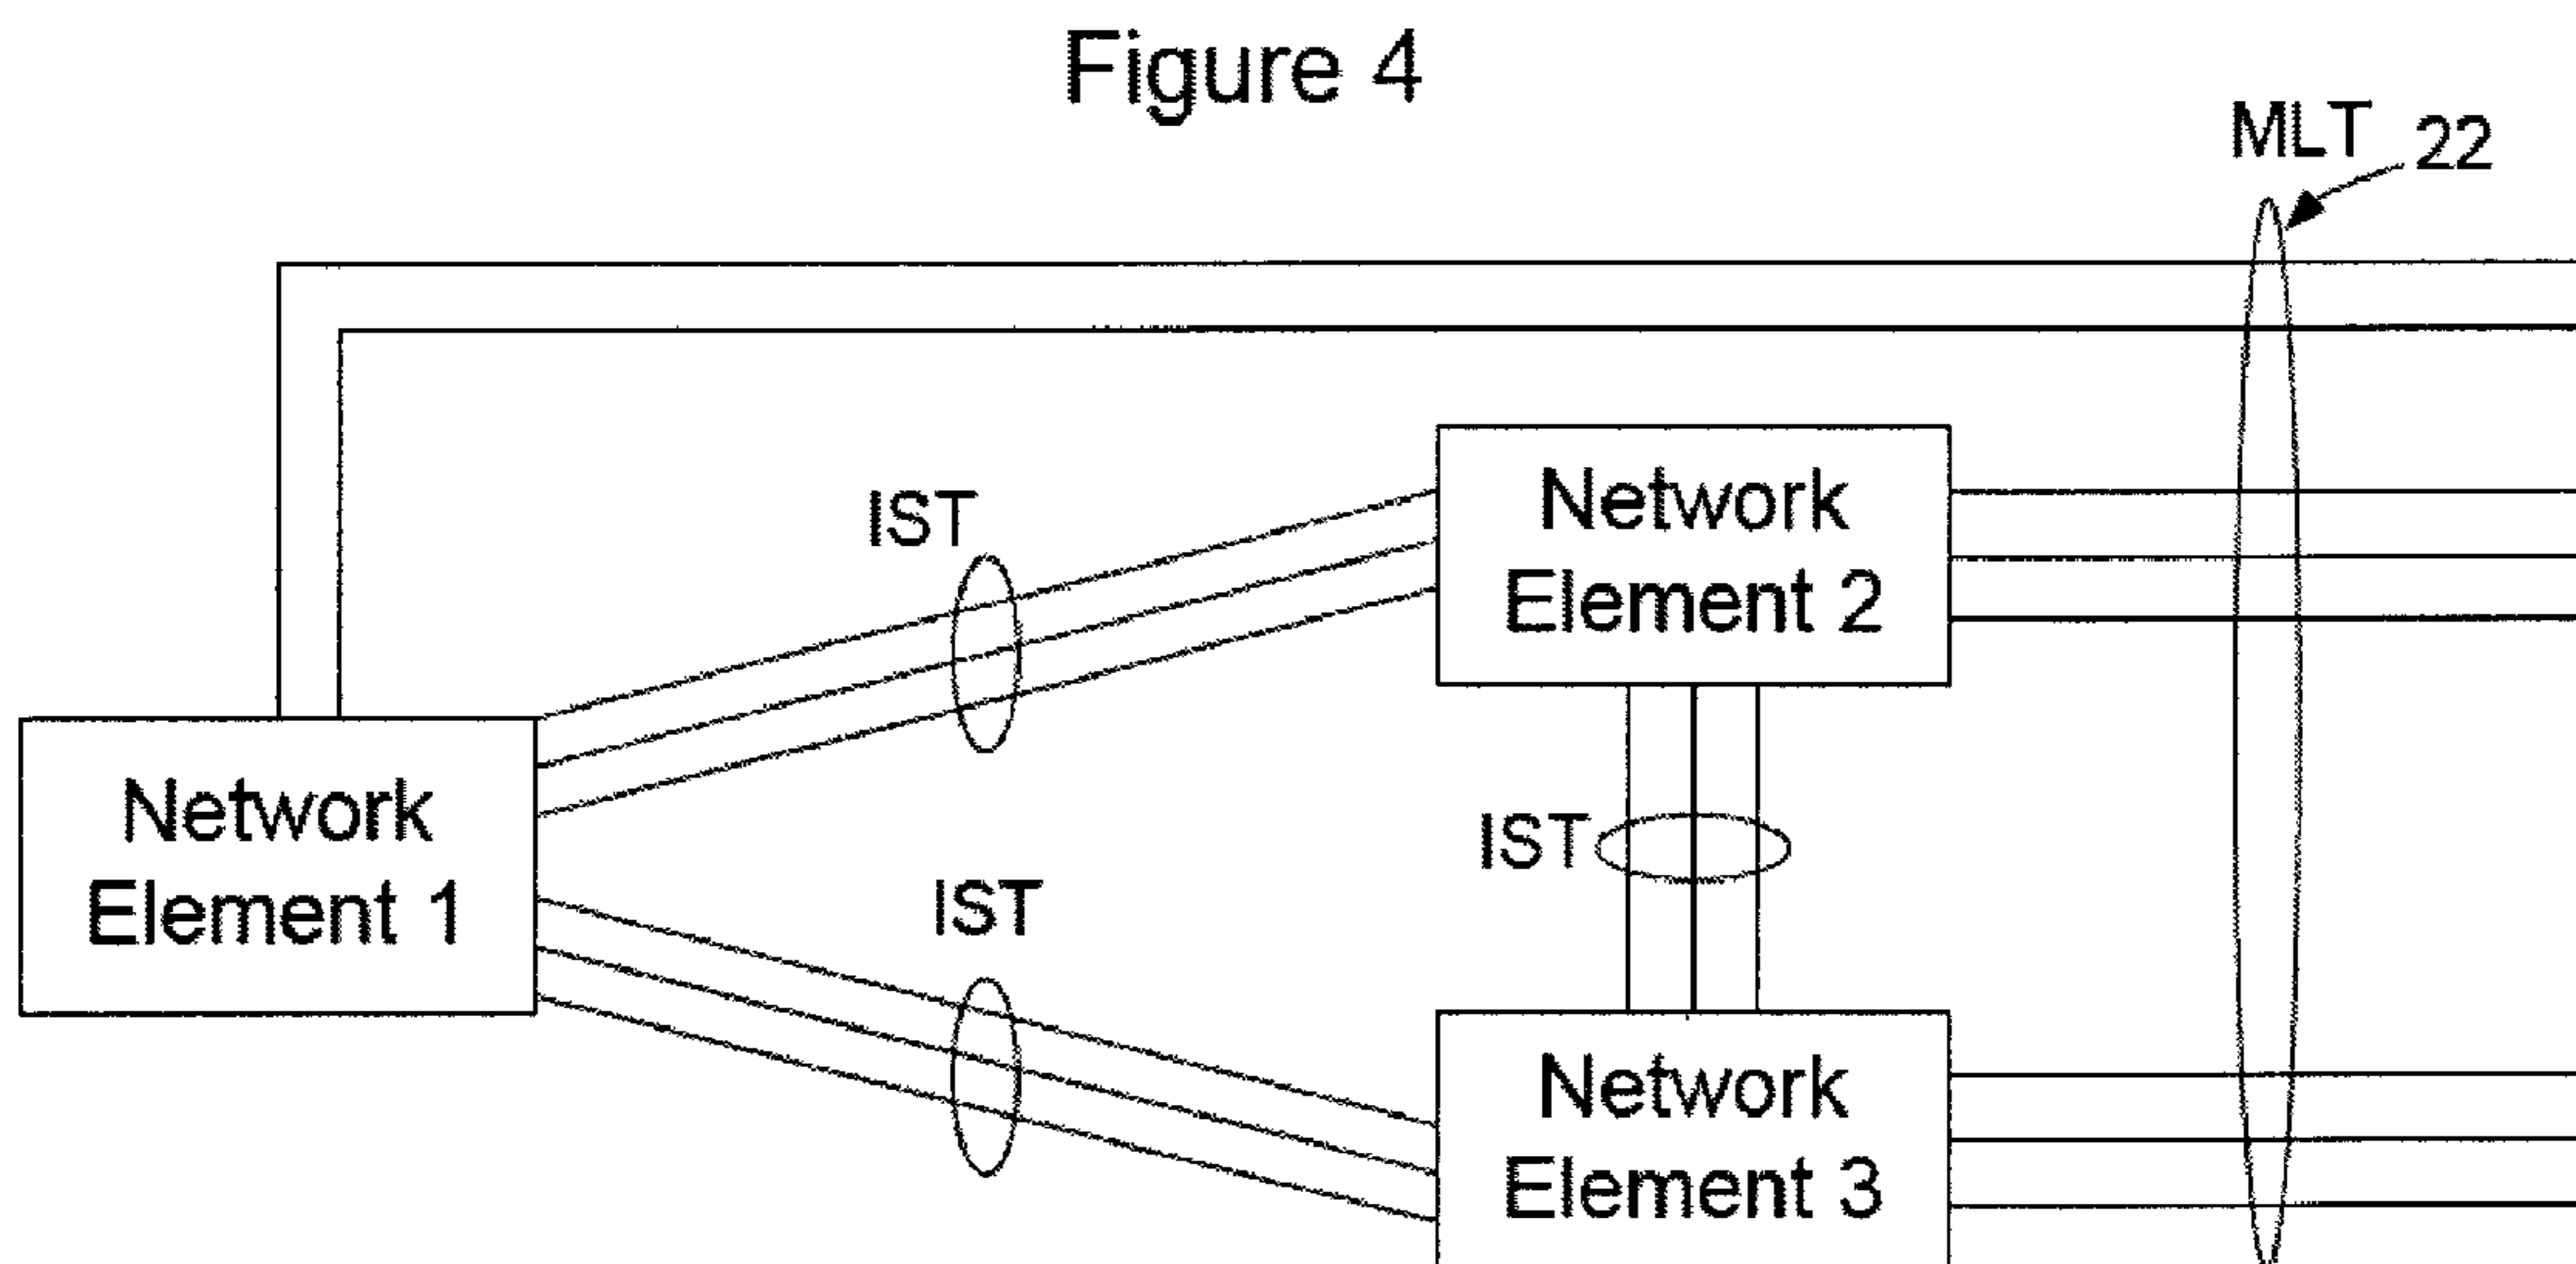 Figure 4
MLT
22
IST
Network
Element 2
Network
Element 1
IST
IST
Network
Element 3